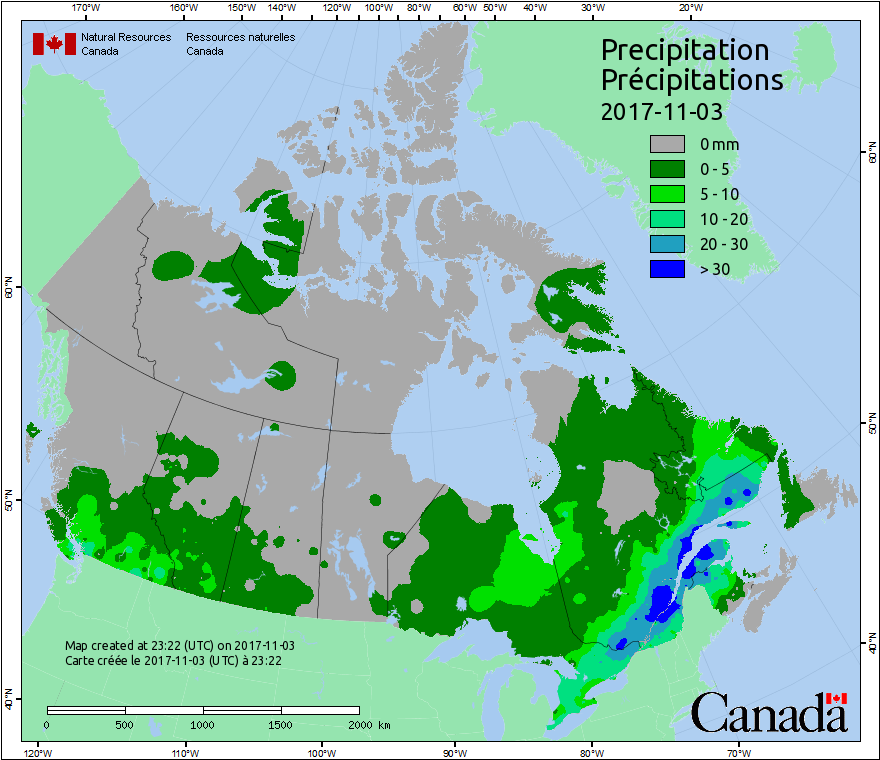 170°W 160°W 150°W 140°W 120°W 100°W 80°W 60°W 50°W 40°W 30°W 20°W
Natural Resources Canada
Ressources naturelles Canada
Precipitation
Précipitations
2017-11-03
0 mm
0 - 5
5 - 10
10 - 20
20 - 30
> 30
60°N
50°N
40°N
60°N
50°N
40°N
Map created at 23:22 (UTC) on 2017-11-03
Carte créée le 2017-11-03 (UTC) à 23:22
0 500 1000 1500 2000 km
Canada
120°W 110°W 100°W 90°W 80°W 70°W